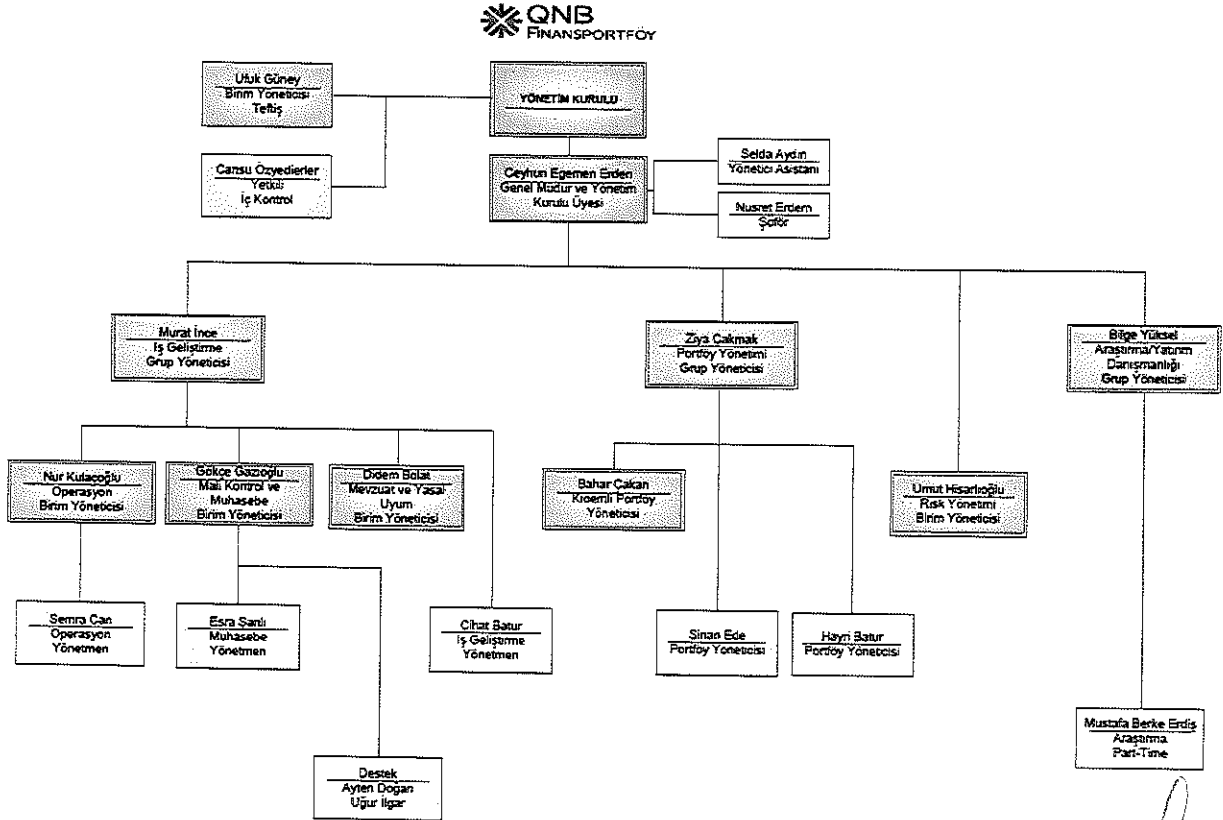 QNB
FİNANSPORTFÖY
Ufuk Güney
Birim Yöneticisi
Teftiş
YÖNETİM KURULU
Cansu Özyedierler
Yetkili
İç Kontrol
Ceyhun Egemen Erden
Genel Müdür ve Yönetim
Kurulu Üyesi
Selda Aydın
Yönetici Asistanı
Nusret Erdem
Şoför
Murat İnce
İş Geliştirme
Grup Yöneticisi
Ziya Çakmak
Portföy Yönetimi
Grup Yöneticisi
Bilge Yüksel
Araştırma/Yatırım
Danışmanlığı
Grup Yöneticisi
Nur Kulaçoğlu
Operasyon
Birim Yöneticisi
Gökçe Gazioğlu
Mali Kontrol ve
Muhasebe
Birim Yöneticisi
Didem Bolat
Mevzuat ve Yasal
Uyum
Birim Yöneticisi
Bahar Çakan
Kıdemli Portföy
Yöneticisi
Umut Hisarlıoğlu
Risk Yönetimi
Birim Yöneticisi
Semra Can
Operasyon
Yönetmen
Esra Şanlı
Muhasebe
Yönetmen
Cihat Batur
İş Geliştirme
Yönetmen
Sinan Ede
Portföy Yöneticisi
Hayri Batur
Portföy Yöneticisi
Mustafa Berke Erdiş
Araştırma
Part-Time
Destek
Ayten Doğan
Uğur Ilgar